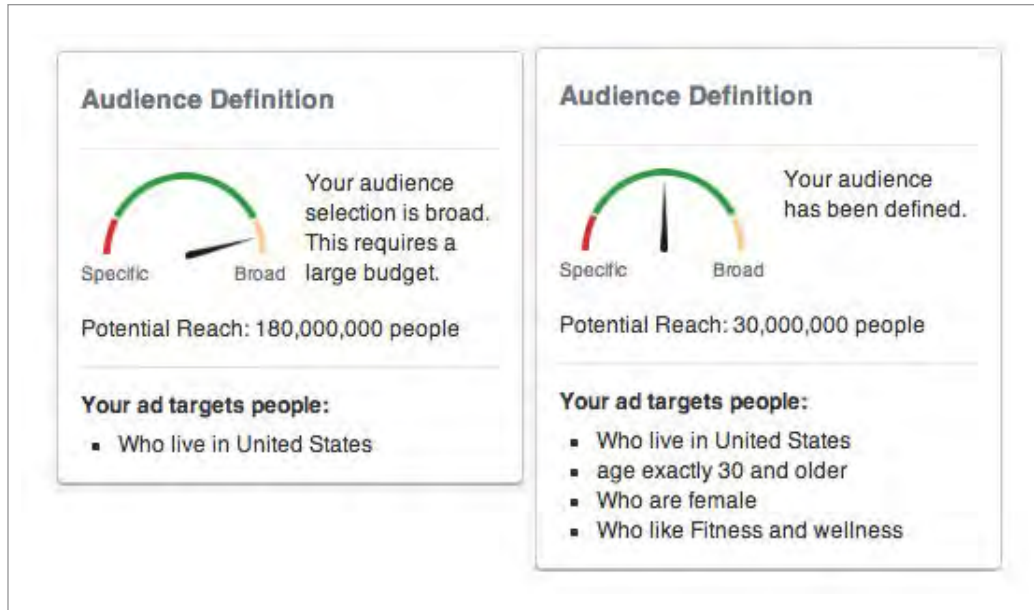 Audience Definition
Your audience
selection is broad.
This requires a
large budget.
Specific
Broad
Potential Reach: 180,000,000 people
Your ad targets people:
▪ Who live in United States
Audience Definition
Your audience
has been defined.
Specific
Broad
Potential Reach: 30,000,000 people
Your ad targets people:
▪ Who live in United States
▪ age exactly 30 and older
▪ Who are female
▪ Who like Fitness and wellness